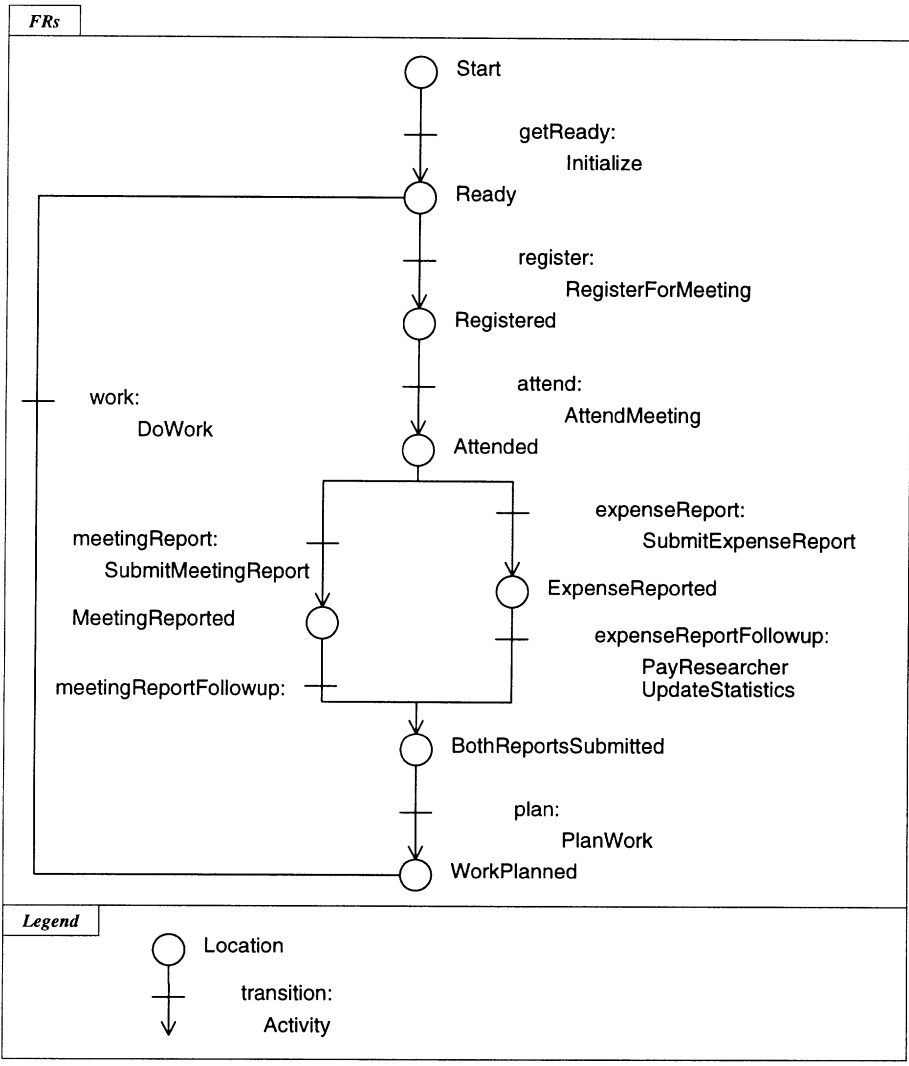 FRs
Start
getReady:
Initialize
Ready
register:
RegisterForMeeting
Registered
work:
DoWork
attend:
AttendMeeting
Attended
meetingReport:
SubmitMeetingReport
expenseReport:
SubmitExpenseReport
MeetingReported
ExpenseReported
meetingReportFollowup:
expenseReportFollowup:
PayResearcher
UpdateStatistics
BothReportsSubmitted
plan:
PlanWork
WorkPlanned
Legend
Location
transition:
Activity